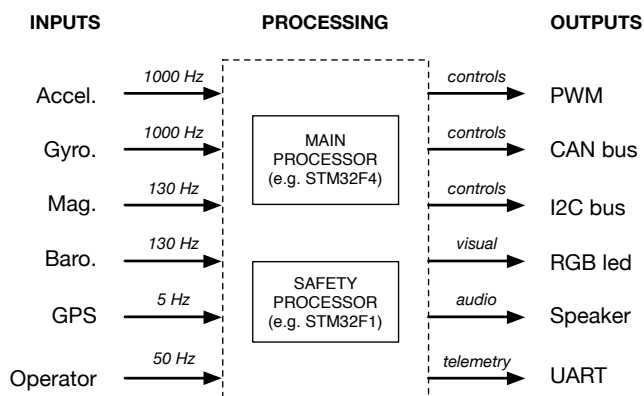 INPUTS PROCESSING OUTPUTS
Accel. 1000 Hz controls PWM
Gyro. 1000 Hz controls CAN bus
MAIN
PROCESSOR
(e.g. STM32F4)
Mag. 130 Hz controls I2C bus
Baro. 130 Hz visual RGB led
SAFETY
PROCESSOR
(e.g. STM32F1)
GPS 5 Hz audio Speaker
Operator 50 Hz telemetry UART